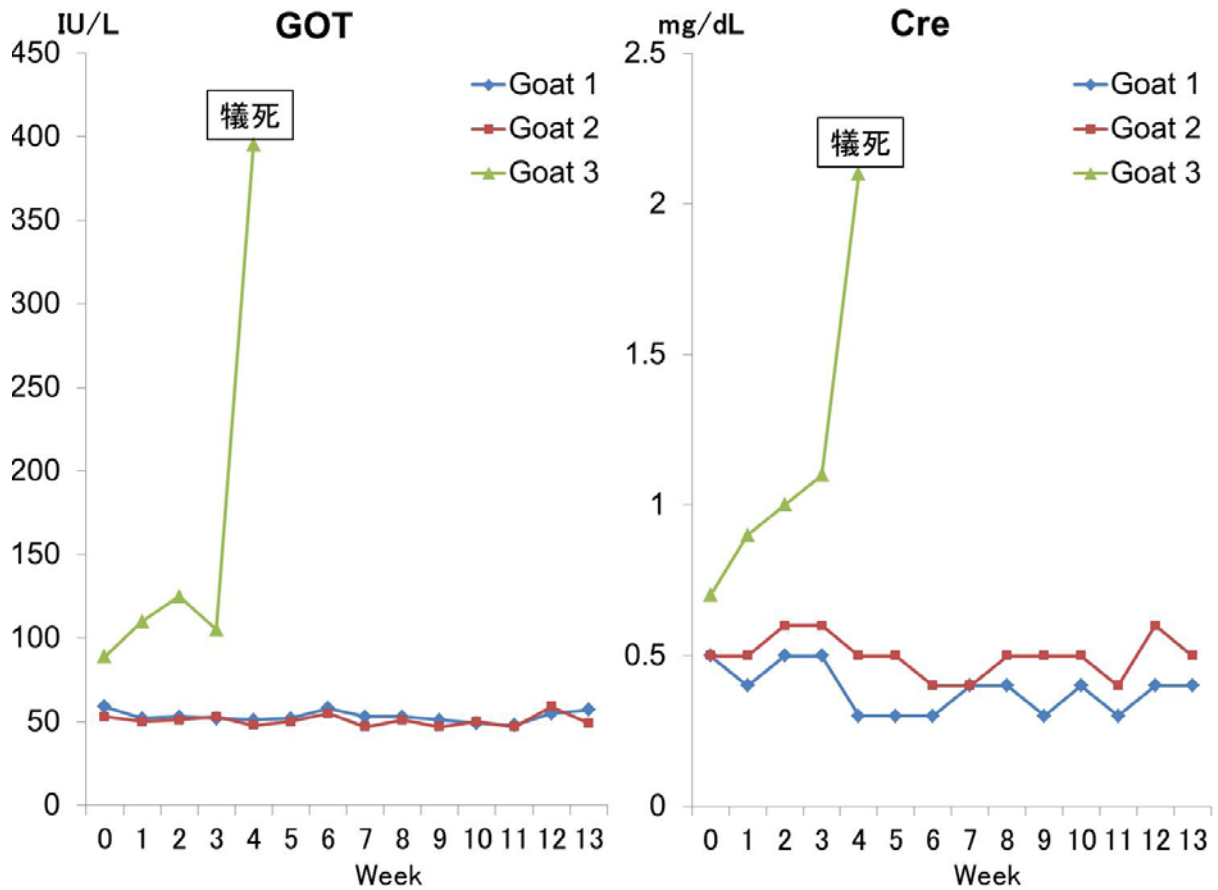 IU/L
GOT
450
400
350
300
250
200
150
100
50
0
犠死
Goat 1
Goat 2
Goat 3
0 1 2 3 4 5 6 7 8 9 10 11 12 13
Week
mg/dL
Cre
2.5
2
1.5
1
0.5
0
犠死
Goat 1
Goat 2
Goat 3
0 1 2 3 4 5 6 7 8 9 10 11 12 13
Week